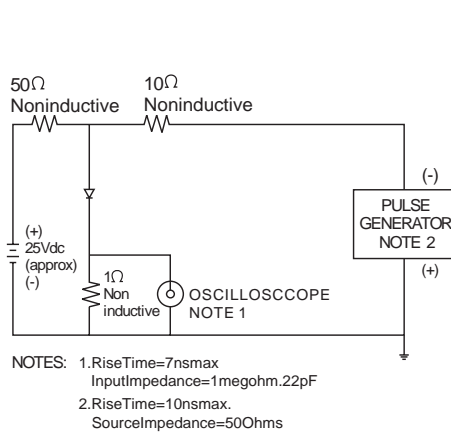 50Ω
Noninductive
10Ω
Noninductive
(+)
25Vdc
(approx)
(-)
1Ω
Non
inductive
OSCILLOSCCOPE
NOTE 1
(-)
PULSE
GENERATOR
NOTE 2
(+)
NOTES: 1.RiseTime=7nsmax
InputImpedance=1megohm.22pF
2.RiseTime=10nsmax.
SourceImpedance=50Ohms